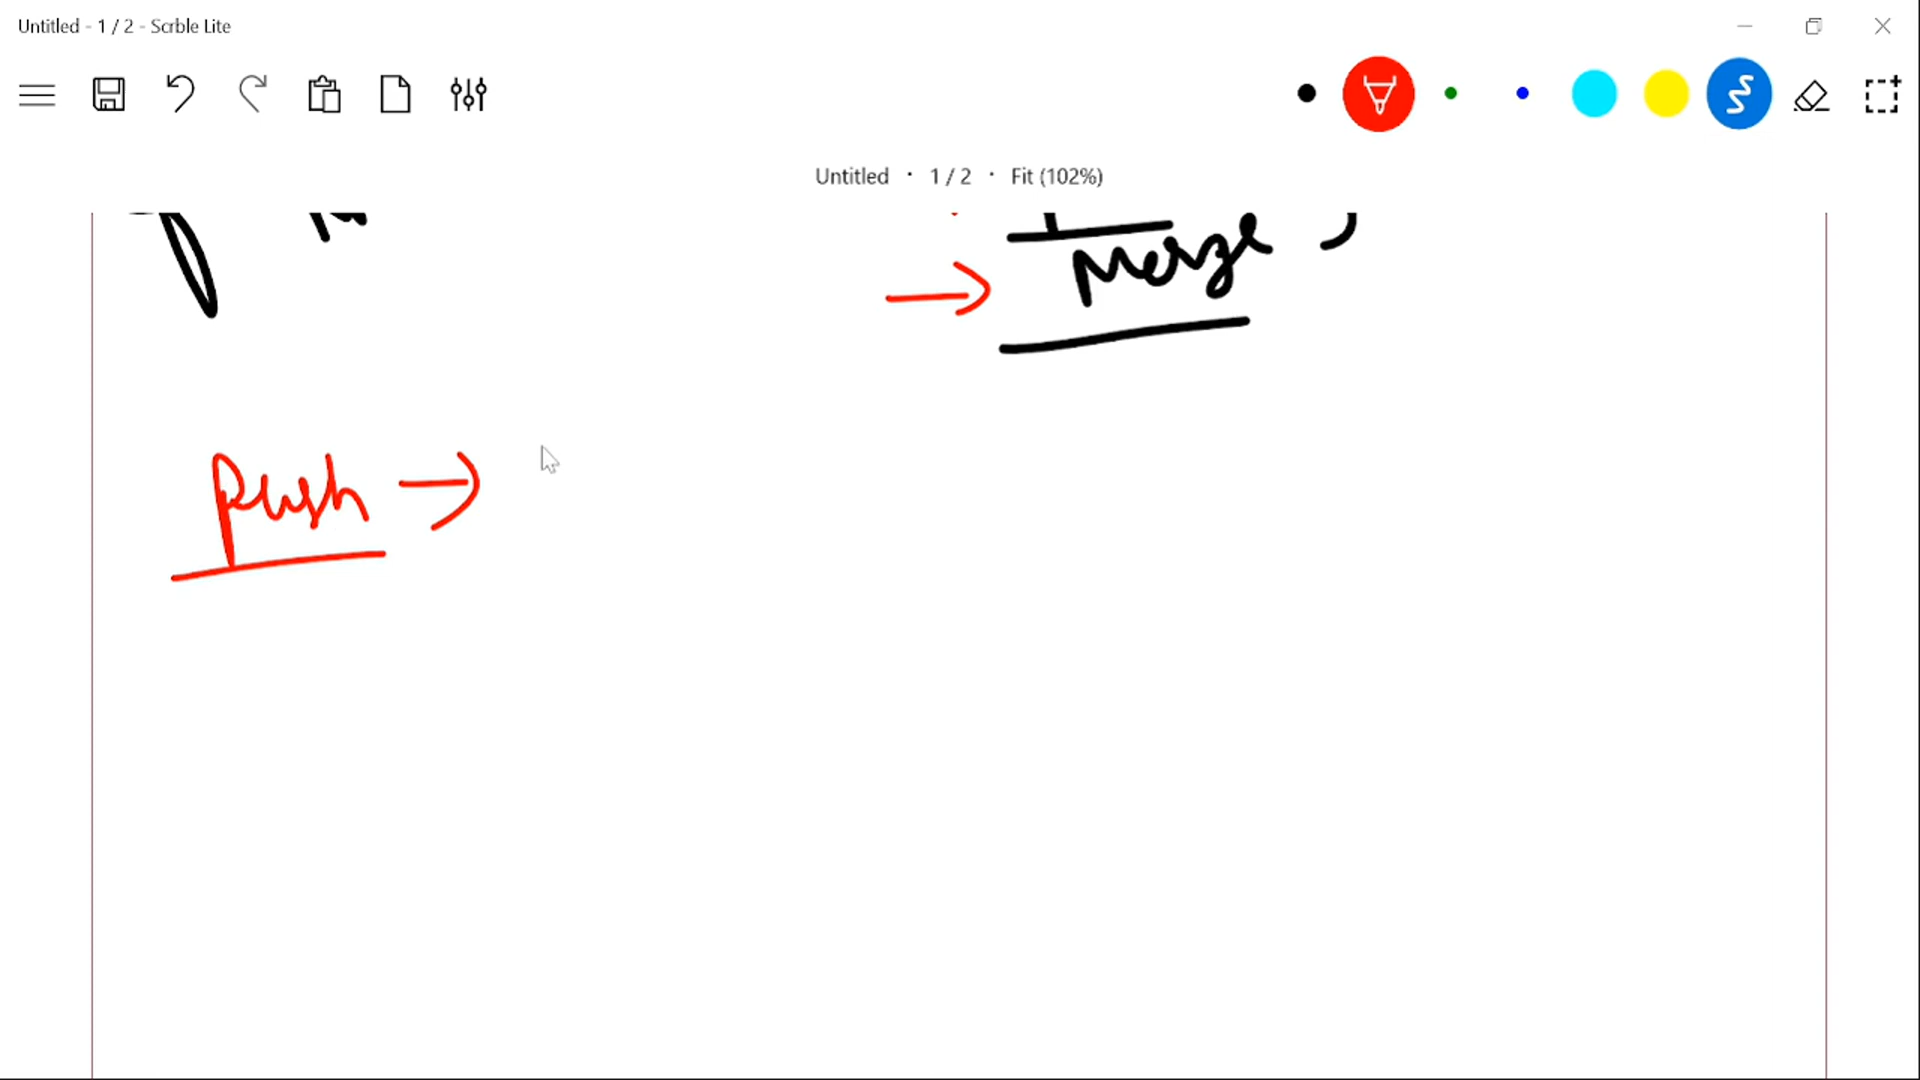 Untitled - 1 / 2 - Scrble Lite
Untitled · 1 / 2 · Fit (102%)
→ Merge
Push →